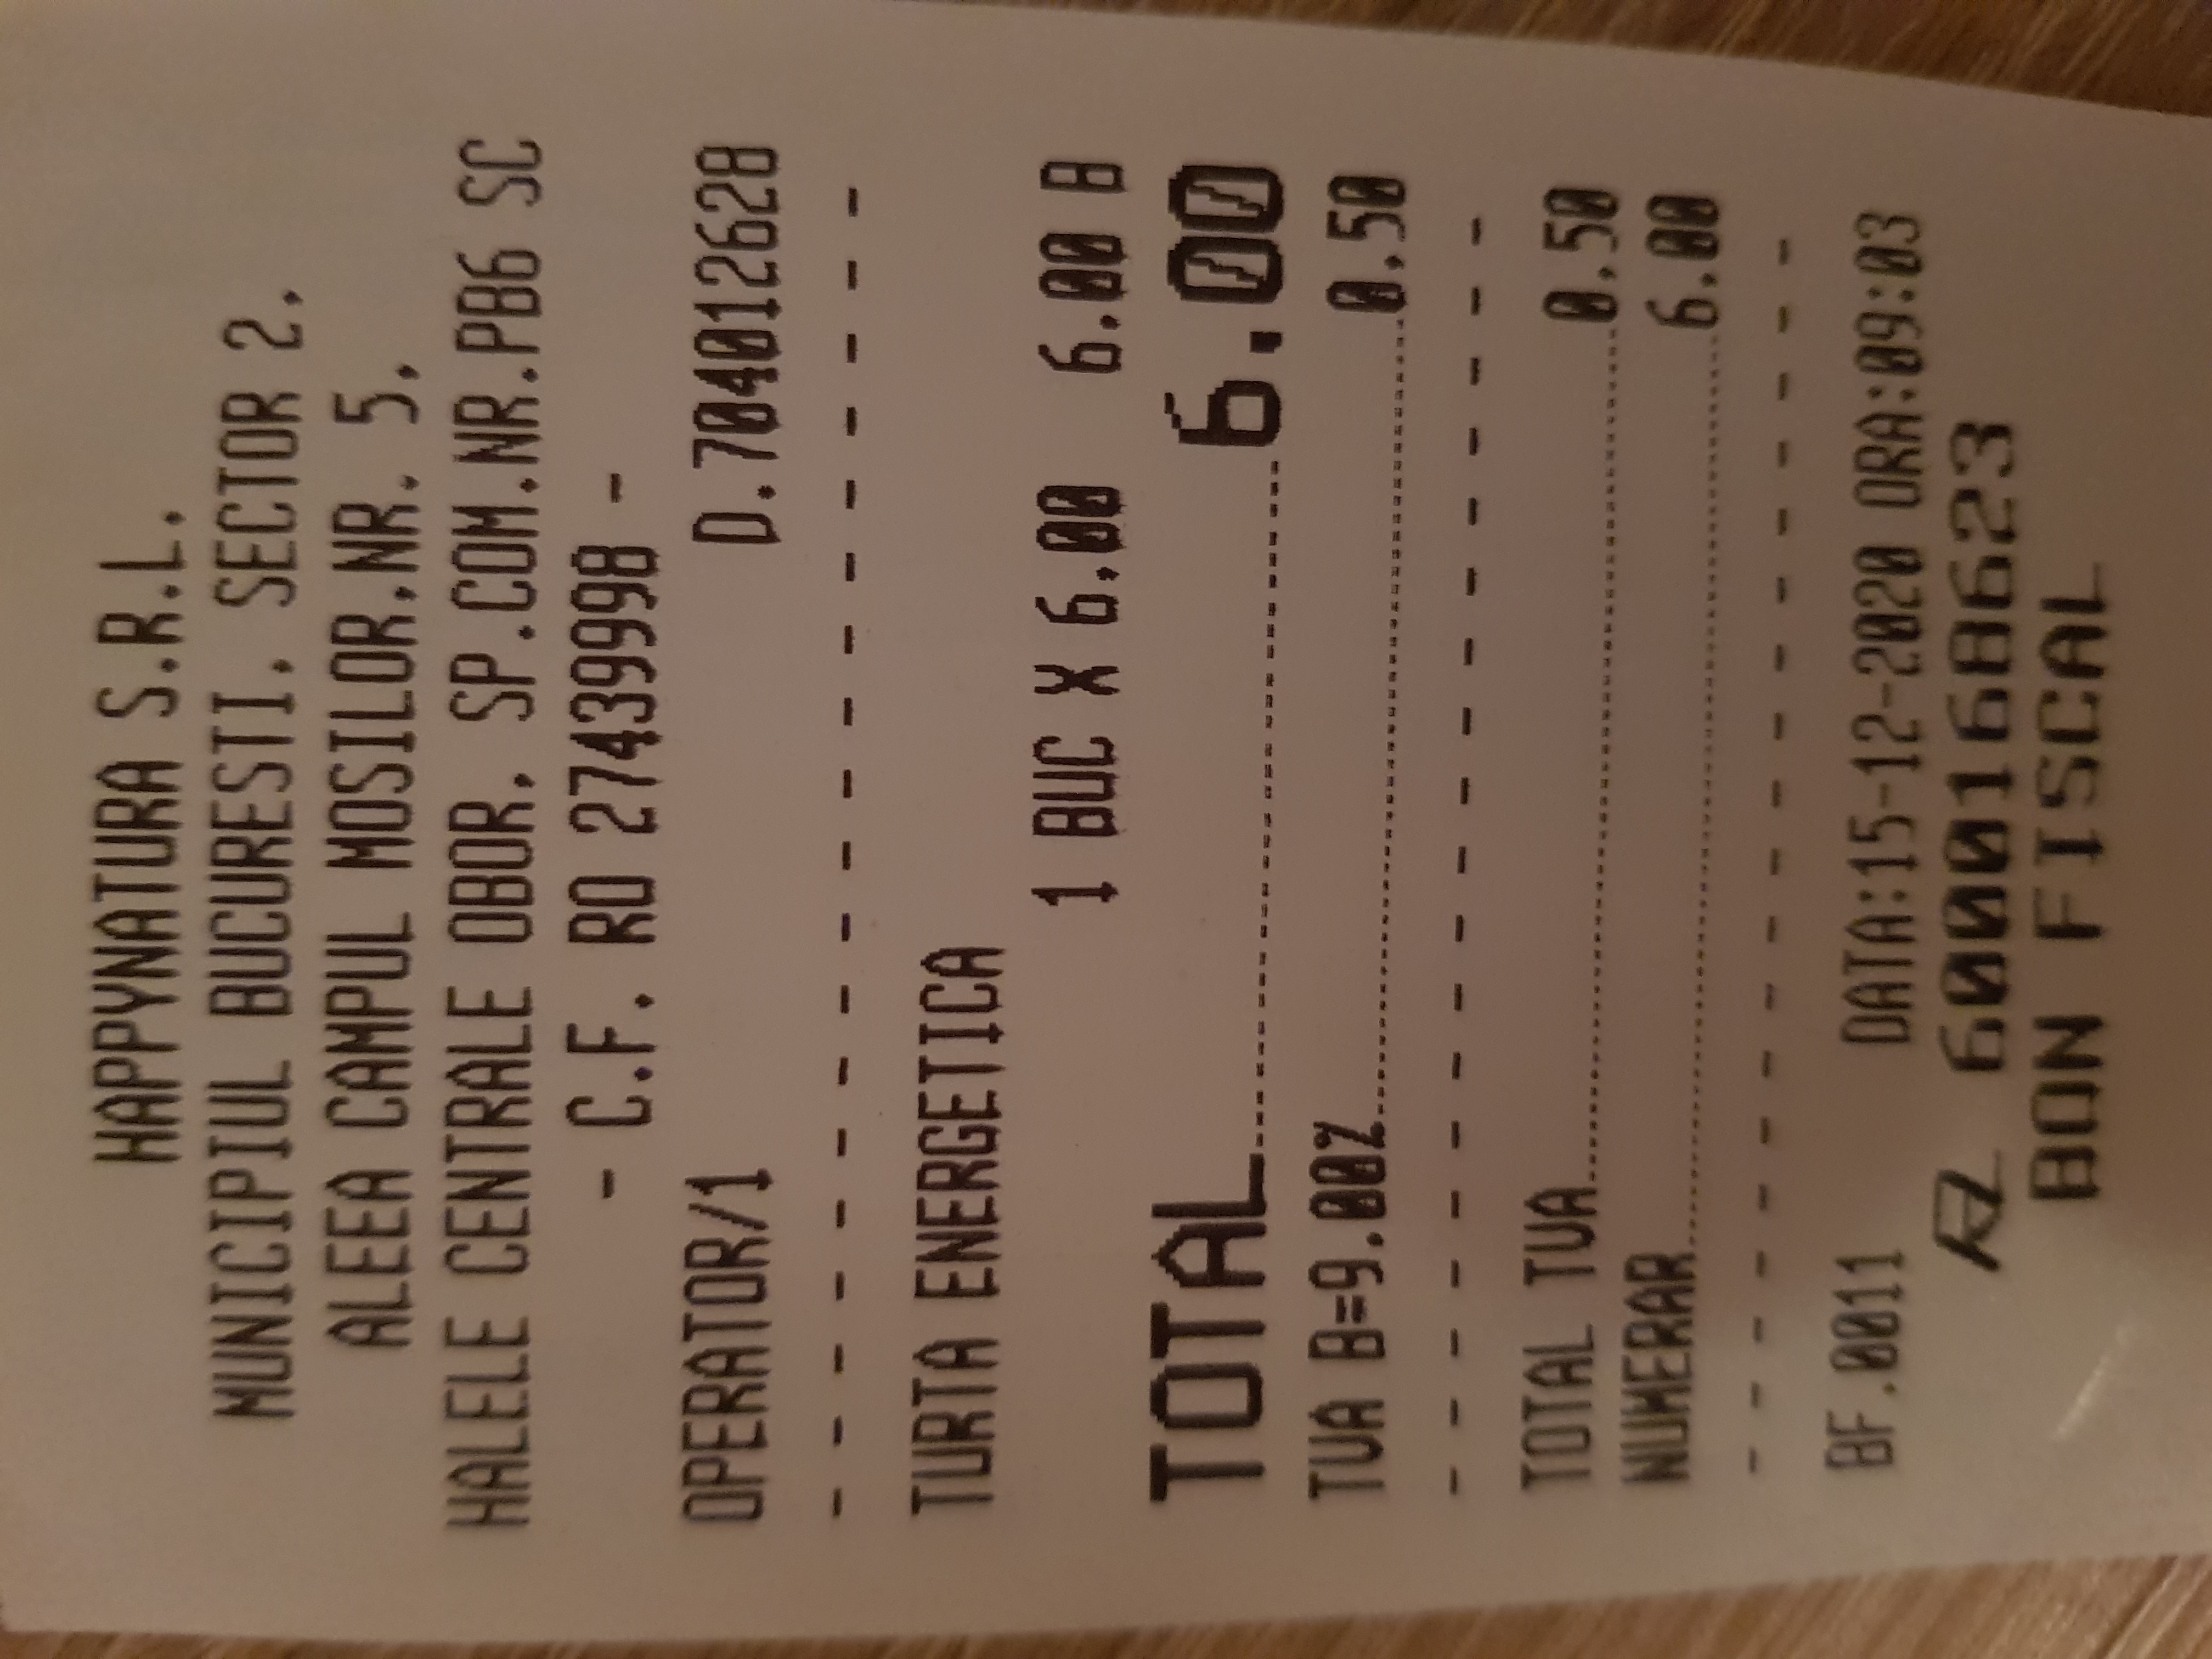 HAPPYNATURA S.R.L.
MUNICIPIUL BUCURESTI, SECTOR 2,
ALEEA CAMPUL MOSILOR,NR. 5,
HALELE CENTRALE OBOR, SP.COM.NR.PB6 SC
- C.F. RO 27439998 -
OPERATOR/1 D.704012628
- - - - - - - - - - - - - - - - - - -
TURTA ENERGETICA
1 BUC X 6.00 6.00 B
TOTAL 6.00
TVA B=9.00% 0.50
- - - - - - - - - - - - - - - - - - -
TOTAL TVA 0.50
NUMERAR 6.00
- - - - - - - - - - - - - - - - - - -
BF.0011 DATA:15-12-2020 ORA:09:03
6000168623
BON FISCAL